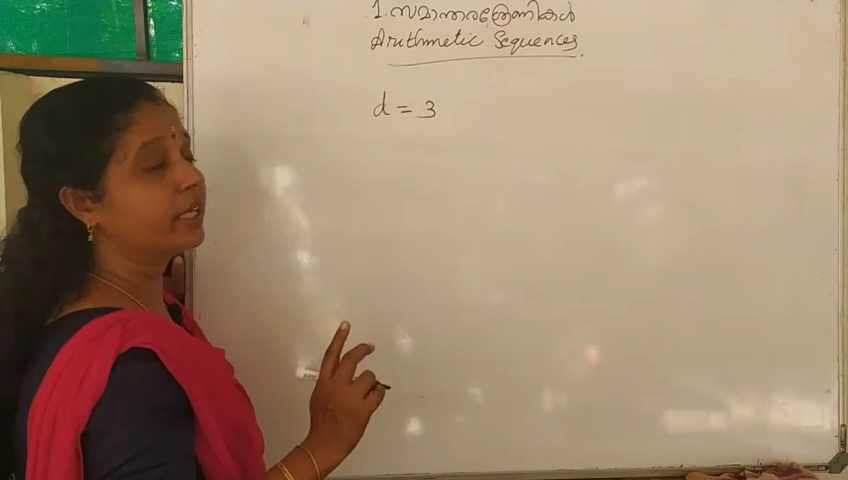 1. സമാന്തരശ്രേണികൾ
Arithmetic Sequences.
d = 3